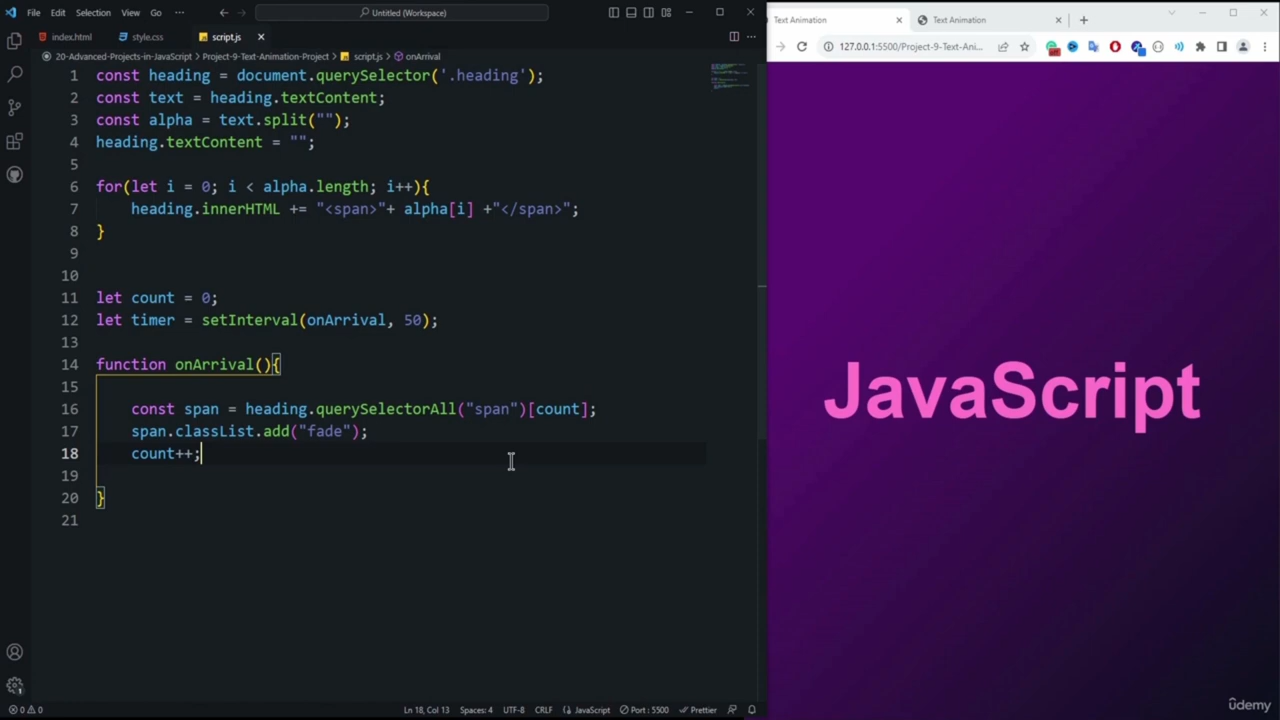 File Edit Selection View Go ··· Untitled (Workspace)
index.html style.css script.js
20-Advanced-Projects-in-JavaScript > Project-9-Text-Animation-Project > script.js > onArrival
1 const heading = document.querySelector('.heading');
2 const text = heading.textContent;
3 const alpha = text.split("");
4 heading.textContent = "";
5
6 for(let i = 0; i < alpha.length; i++){
7 heading.innerHTML += "<span>"+ alpha[i] +"</span>";
8 }
9
10
11 let count = 0;
12 let timer = setInterval(onArrival, 50);
13
14 function onArrival(){
15
16 const span = heading.querySelectorAll("span")[count];
17 span.classList.add("fade");
18 count++;
19
20 }
21
0 0 Ln 18, Col 13 Spaces: 4 UTF-8 CRLF JavaScript Port : 5500 Prettier
Text Animation Text Animation
127.0.0.1:5500/Project-9-Text-Ani...
JavaScript
ûdemy